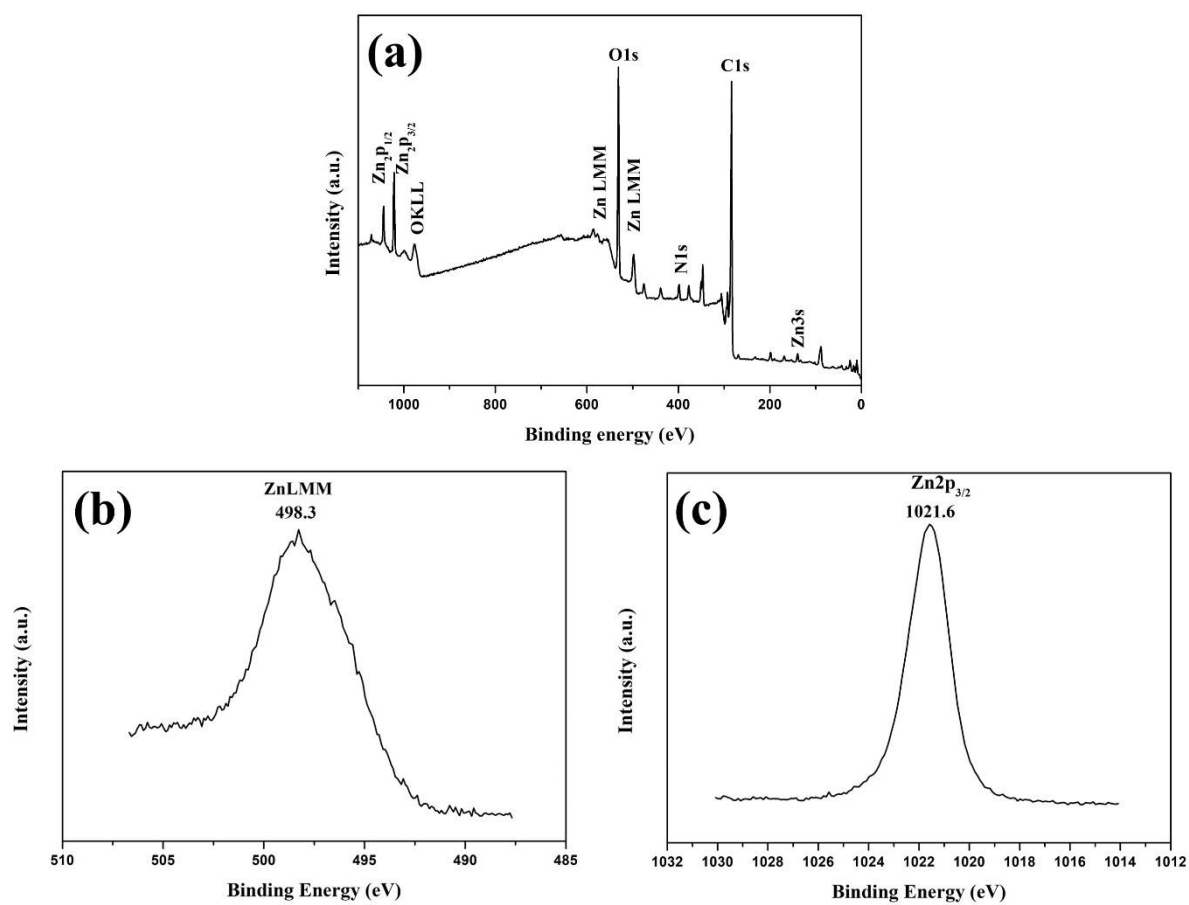 (a)
O1s
C1s
Zn₂p₁/₂
Zn₂p₃/₂
OKLL
Zn LMM
Zn LMM
N1s
Zn3s
Intensity (a.u.)
1000 800 600 400 200 0
Binding energy (eV)
(b)
ZnLMM
498.3
Intensity (a.u.)
510 505 500 495 490 485
Binding Energy (eV)
(c)
Zn2p₃/₂
1021.6
Intensity (a.u.)
1032 1030 1028 1026 1024 1022 1020 1018 1016 1014 1012
Binding Energy (eV)